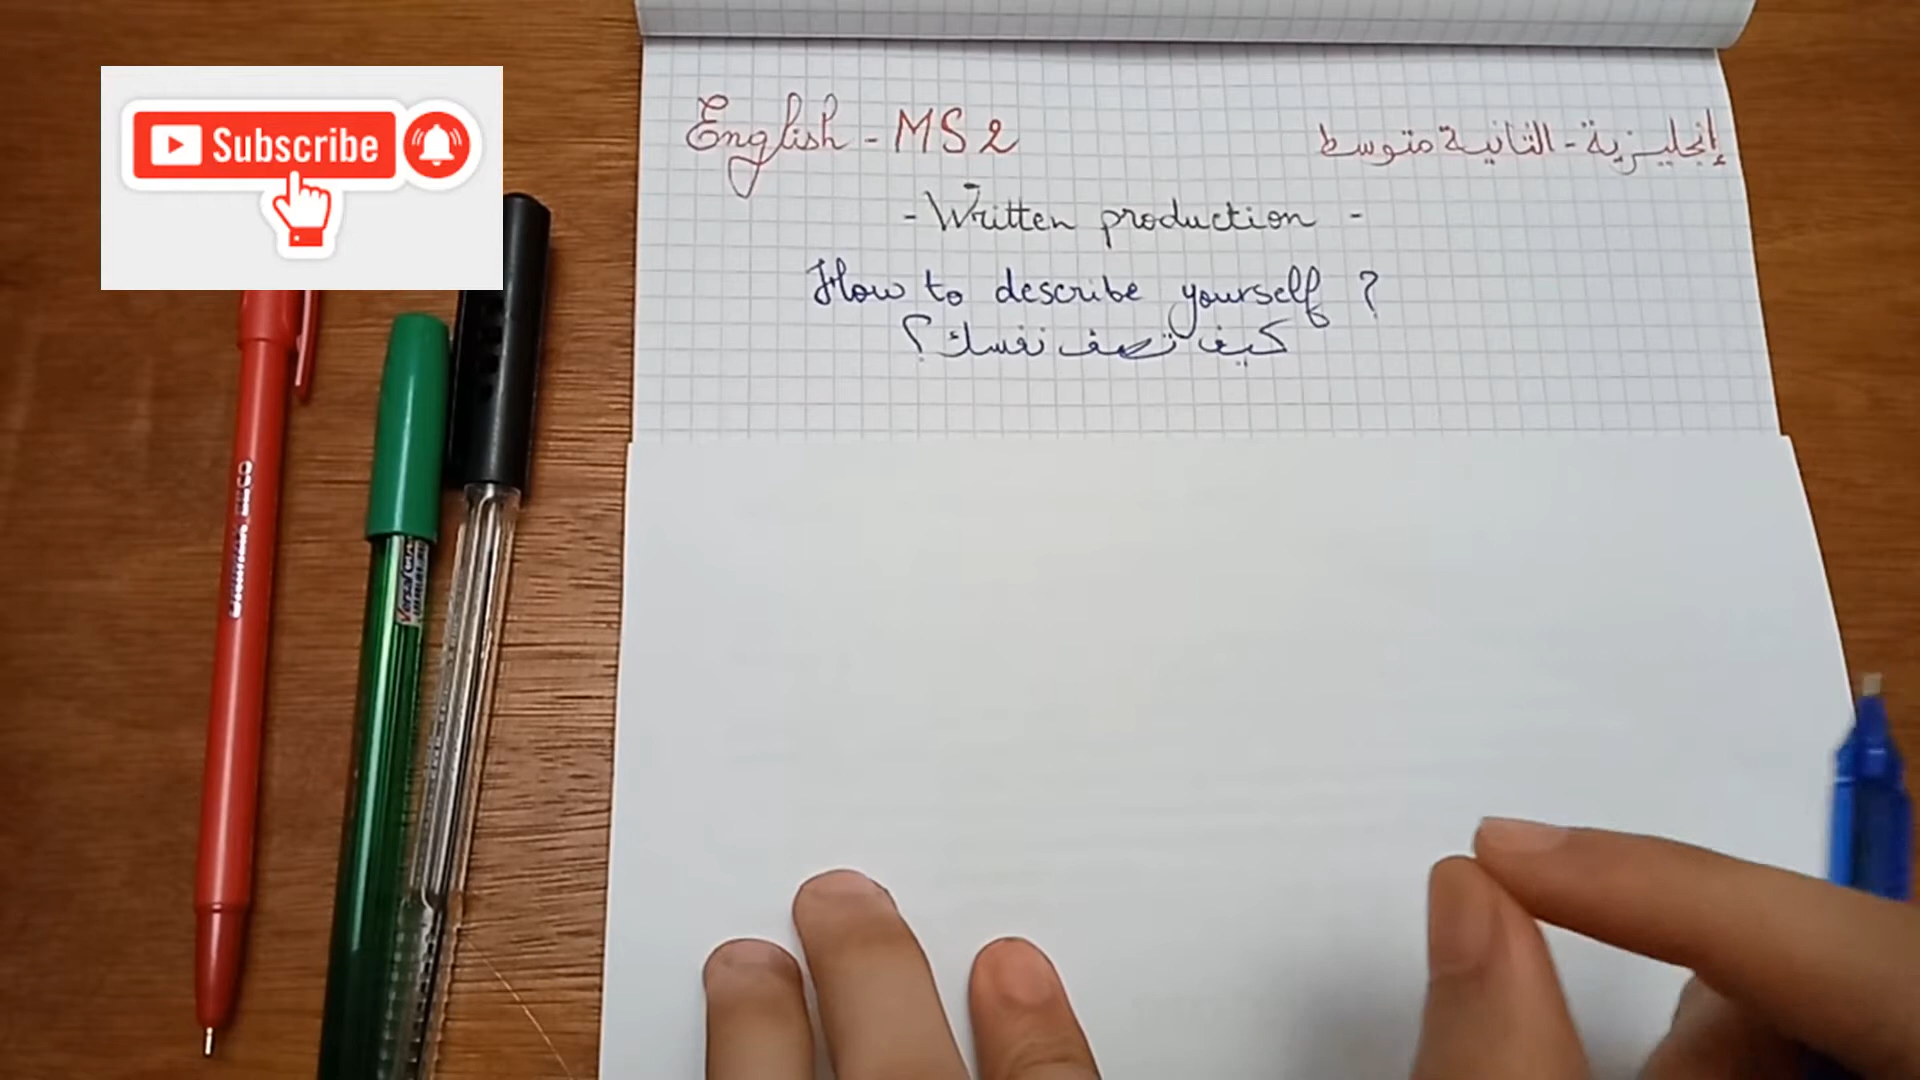 Subscribe
English - MS2
إنجليزية - الثانية متوسط
- Written production -
How to describe yourself ?
كيف تصف نفسك؟